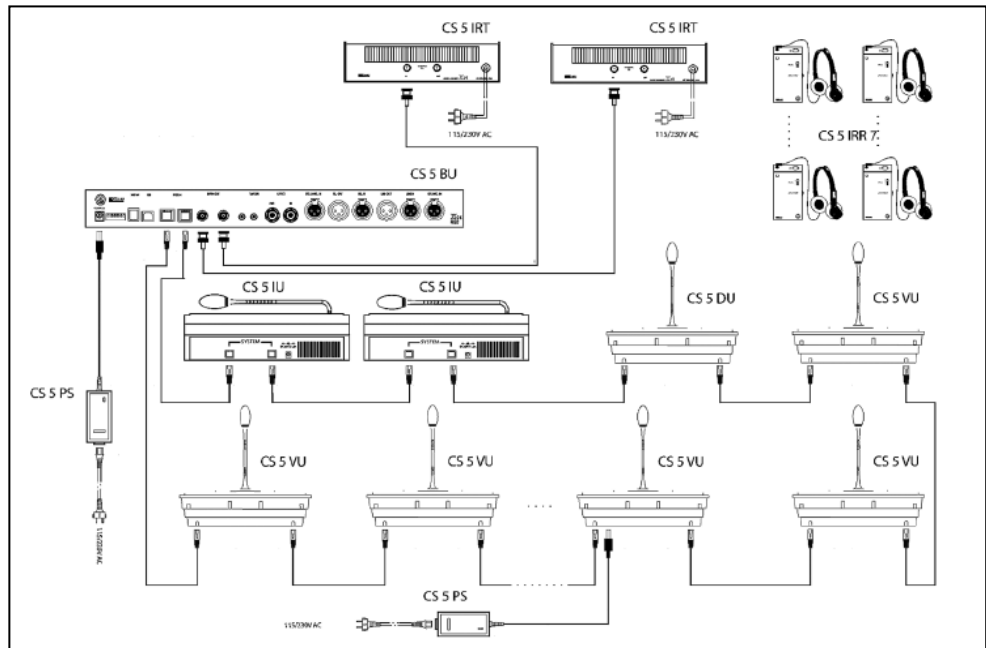 CS 5 IRT
CS 5 IRT
115/230V AC
115/230V AC
CS 5 IRR 7
CS 5 BU
CS 5 IU
CS 5 IU
CS 5 DU
CS 5 VU
SYSTEM
SYSTEM
CS 5 PS
CS 5 VU
CS 5 VU
CS 5 VU
CS 5 VU
115/230V AC
CS 5 PS
115/230V AC